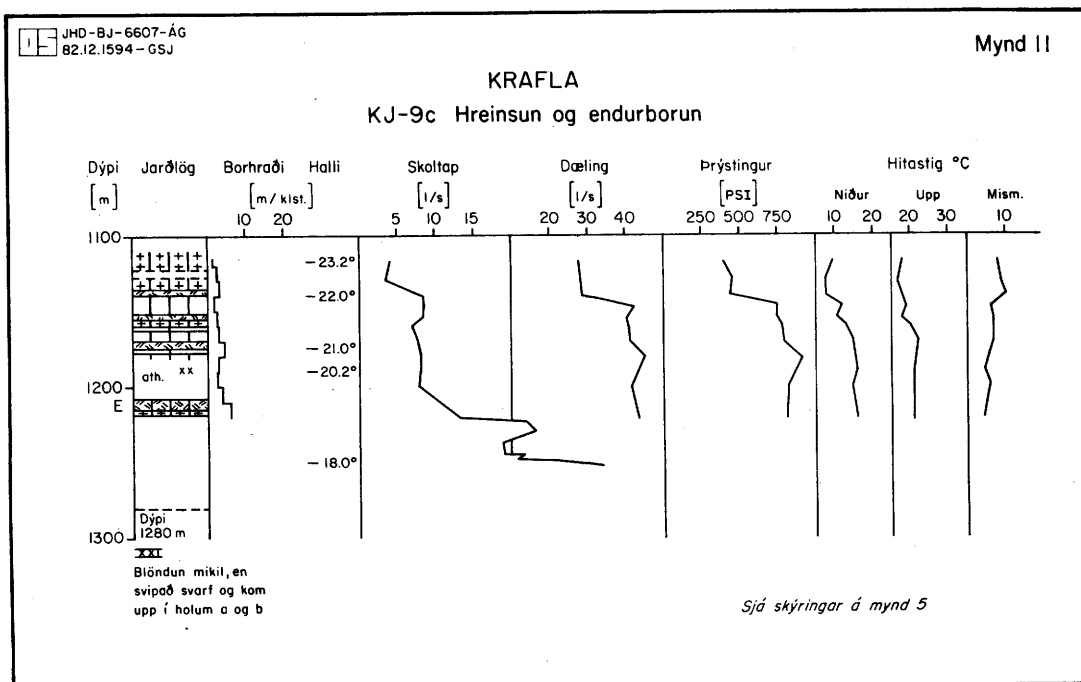 JHD-BJ-6607-ÁG
82.12.1594-GSJ
Mynd 11
KRAFLA
KJ-9c Hreinsun og endurborun
Dýpi Jarðlög Borhraði Halli Skoltap Dæling Þrýstingur Hitastig °C
[m] [m/klst.] [l/s] [l/s] [PSI] Niður Upp Mism.
10 20 5 10 15 20 30 40 250 500 750 10 20 20 30 10
1100
-23.2°
-22.0°
-21.0°
ath. xx -20.2°
1200
E
-18.0°
Dýpi
1280 m
1300
XXI
Blöndun mikil, en
svipað svarf og kom
upp í holum a og b
Sjá skýringar á mynd 5